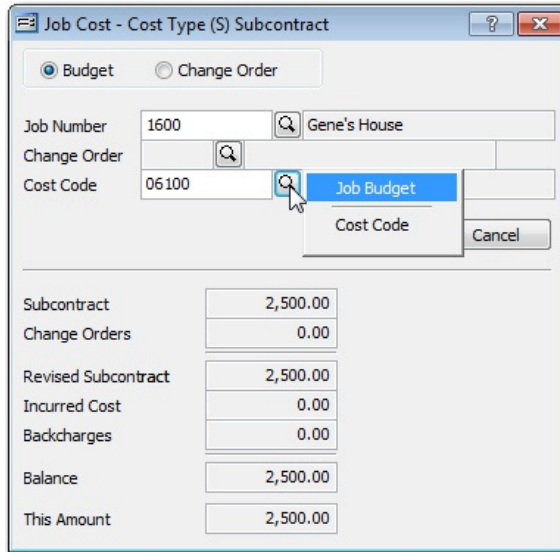 Job Cost - Cost Type (S) Subcontract
Budget Change Order
Job Number 1600 Gene's House
Change Order
Cost Code 06100 Job Budget
Cost Code
Cancel
Subcontract 2,500.00
Change Orders 0.00
Revised Subcontract 2,500.00
Incurred Cost 0.00
Backcharges 0.00
Balance 2,500.00
This Amount 2,500.00